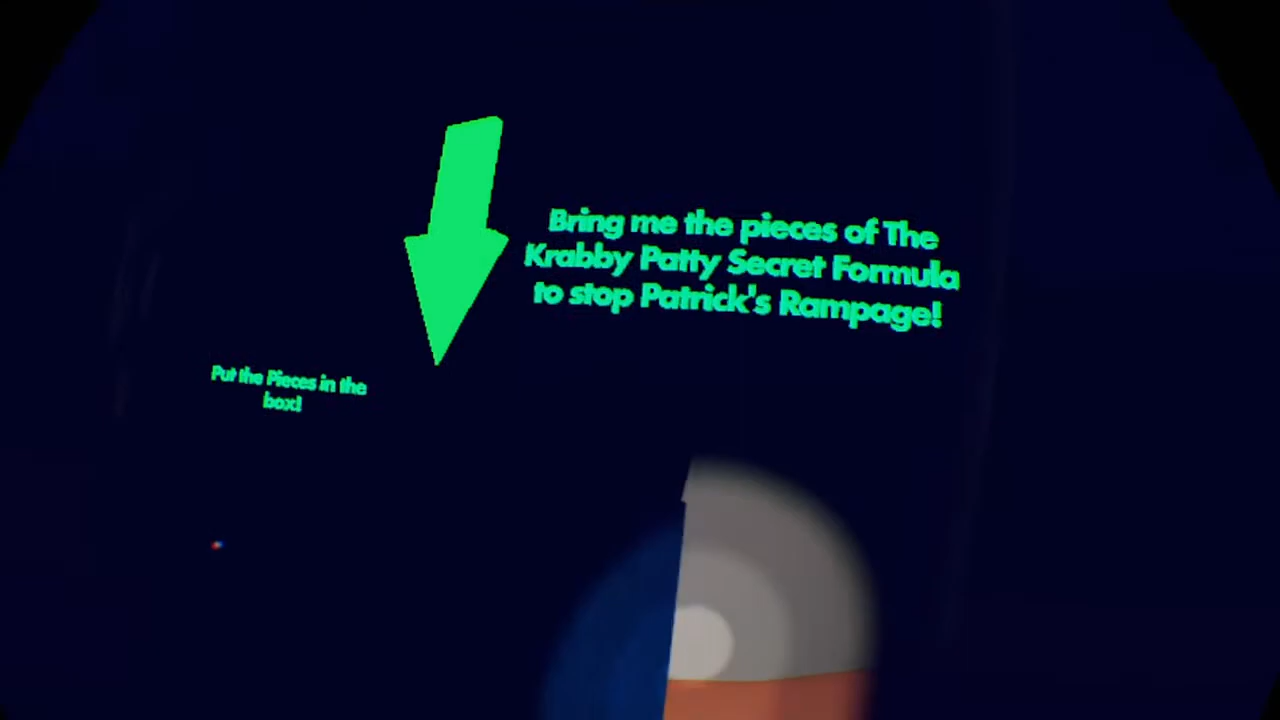 Bring me the pieces of The
Krabby Patty Secret Formula
to stop Patrick's Rampage!
Put the Pieces in the
box!